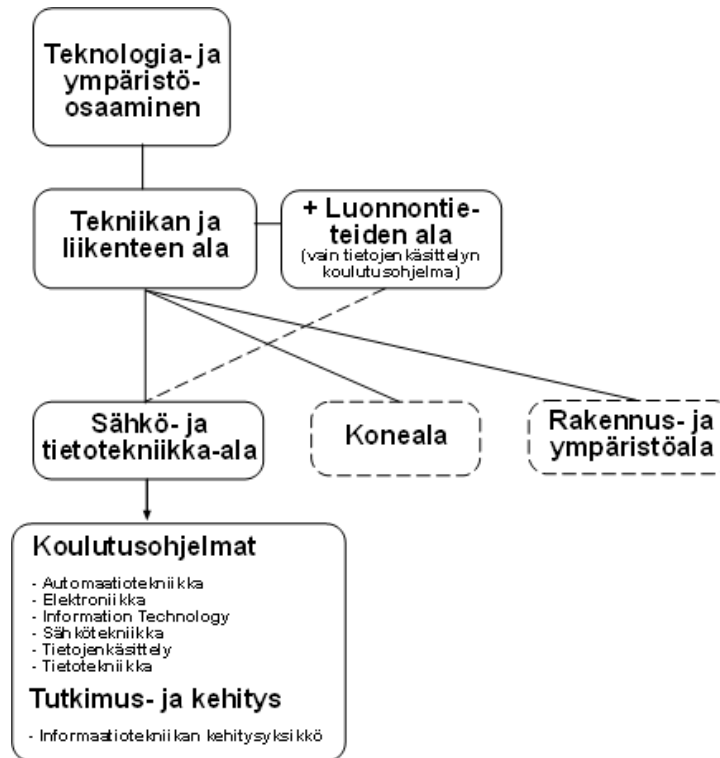 Teknologia- ja
ympäristö-
osaaminen
Tekniikan ja
liikenteen ala
+ Luonnontie-
teiden ala
(vain tietojenkäsittelyn
koulutusohjelma)
Sähkö- ja
tietotekniikka-ala
Koneala
Rakennus- ja
ympäristöala
Koulutusohjelmat
- Automaatiotekniikka
- Elektroniikka
- Information Technology
- Sähkötekniikka
- Tietojenkäsittely
- Tietotekniikka
Tutkimus- ja kehitys
- Informaatiotekniikan kehitysyksikkö